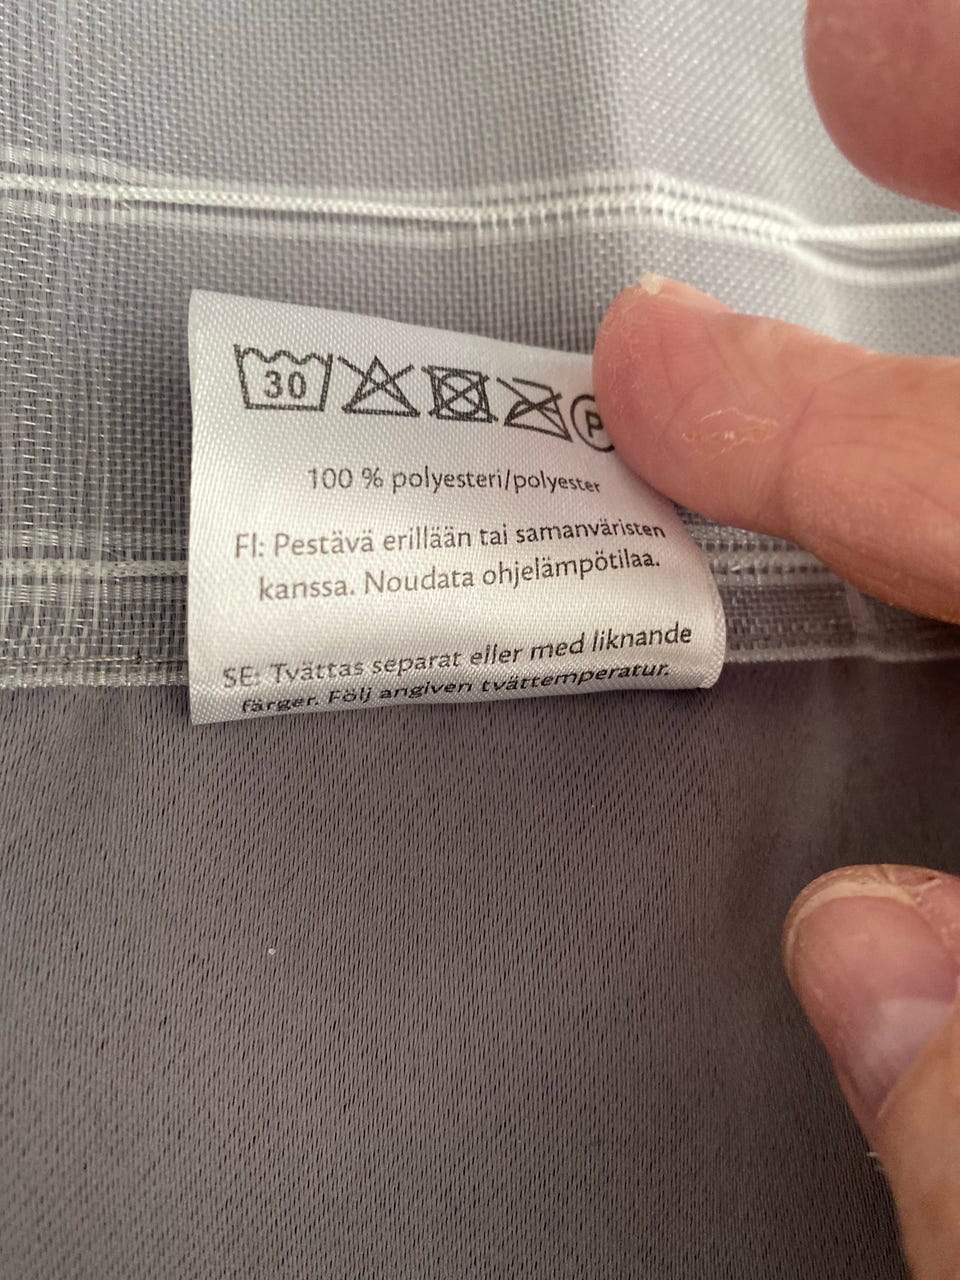 30
P
100 % polyesteri/polyester
FI: Pestävä erillään tai samanväristen
kanssa. Noudata ohjelämpötilaa.
SE: Tvättas separat eller med liknande
färger. Följ angiven tvättemperatur.